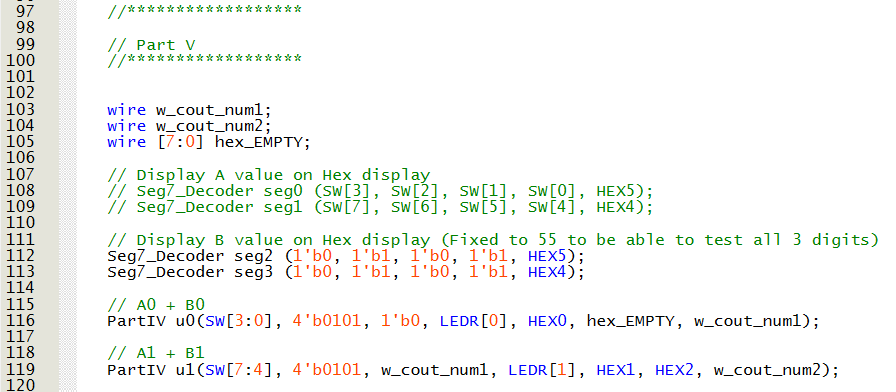 97 //******************
98
99 // Part V
100 //******************
101
102
103 wire w_cout_num1;
104 wire w_cout_num2;
105 wire [7:0] hex_EMPTY;
106
107 // Display A value on Hex display
108 // Seg7_Decoder seg0 (SW[3], SW[2], SW[1], SW[0], HEX5);
109 // Seg7_Decoder seg1 (SW[7], SW[6], SW[5], SW[4], HEX4);
110
111 // Display B value on Hex display (Fixed to 55 to be able to test all 3 digits)
112 Seg7_Decoder seg2 (1'b0, 1'b1, 1'b0, 1'b1, HEX5);
113 Seg7_Decoder seg3 (1'b0, 1'b1, 1'b0, 1'b1, HEX4);
114
115 // A0 + B0
116 PartIV u0(SW[3:0], 4'b0101, 1'b0, LEDR[0], HEX0, hex_EMPTY, w_cout_num1);
117
118 // A1 + B1
119 PartIV u1(SW[7:4], 4'b0101, w_cout_num1, LEDR[1], HEX1, HEX2, w_cout_num2);
120